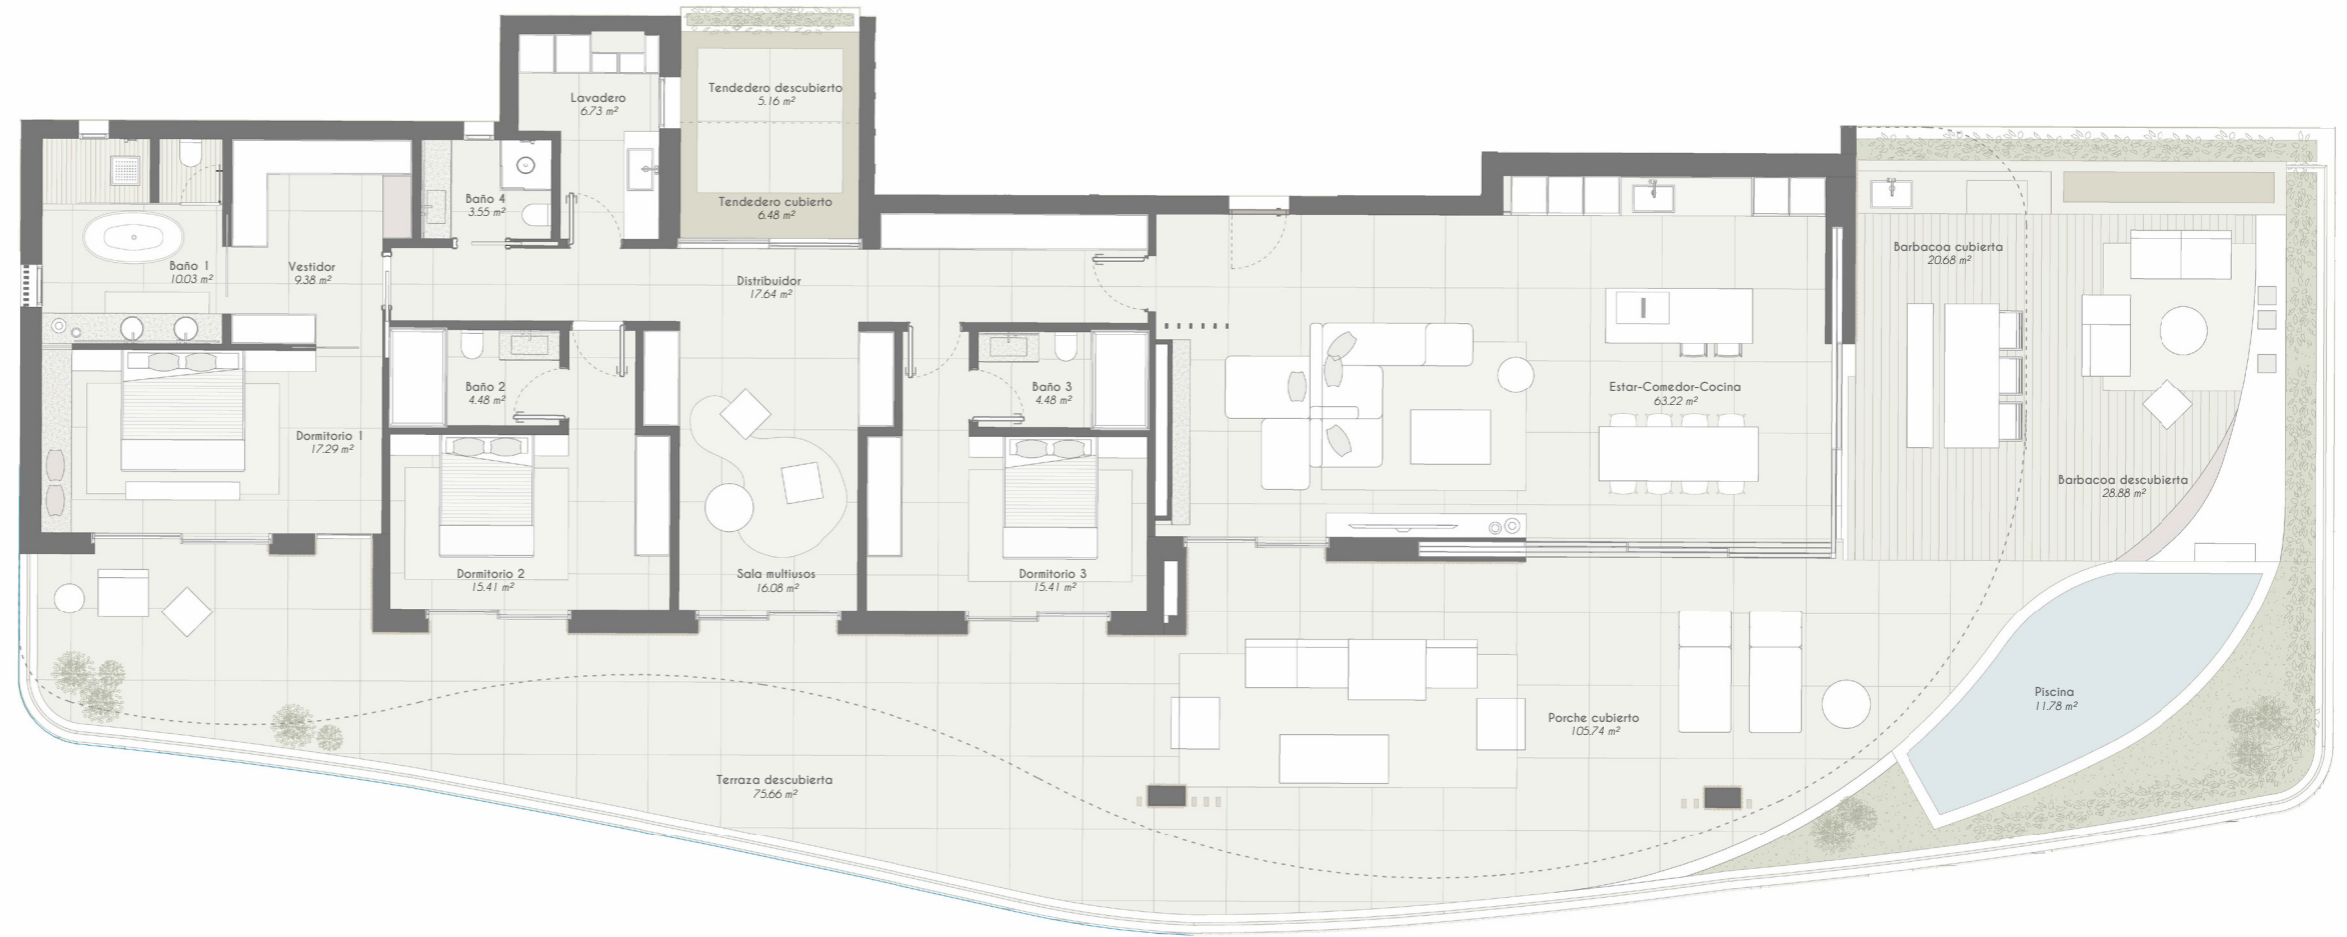 Tendedero descubierto
5.16 m²
Lavadero
6.73 m²
Baño 4
3.55 m²
Tendedero cubierto
6.48 m²
Baño 1
10.03 m²
Vestidor
9.38 m²
Distribuidor
17.64 m²
Barbacoa cubierta
20.68 m²
Baño 2
4.48 m²
Baño 3
4.48 m²
Estar-Comedor-Cocina
63.22 m²
Dormitorio 1
17.29 m²
Barbacoa descubierta
28.88 m²
Dormitorio 2
15.41 m²
Sala multiusos
16.08 m²
Dormitorio 3
15.41 m²
Piscina
11.78 m²
Porche cubierto
105.74 m²
Terraza descubierta
75.66 m²